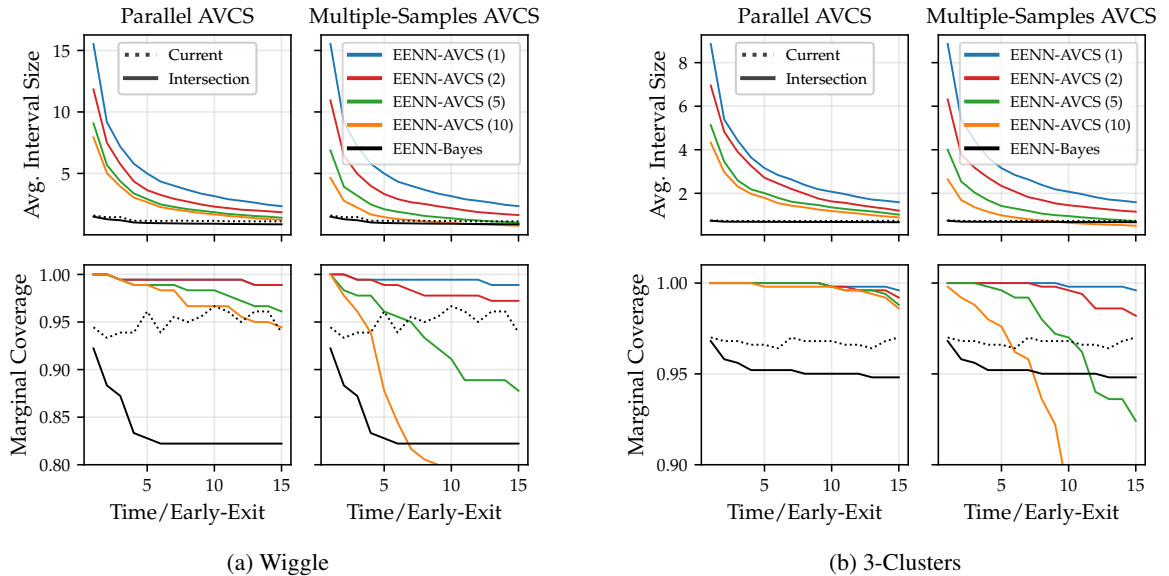 Parallel AVCS
Multiple-Samples AVCS
Parallel AVCS
Multiple-Samples AVCS
Avg. Interval Size
15
10
5
Current
Intersection
EENN-AVCS (1)
EENN-AVCS (2)
EENN-AVCS (5)
EENN-AVCS (10)
EENN-Bayes
Avg. Interval Size
8
6
4
2
Current
Intersection
EENN-AVCS (1)
EENN-AVCS (2)
EENN-AVCS (5)
EENN-AVCS (10)
EENN-Bayes
Marginal Coverage
1.00
0.95
0.90
0.85
0.80
5 10 15
5 10 15
Time/Early-Exit
Time/Early-Exit
Marginal Coverage
1.00
0.95
0.90
5 10 15
5 10 15
Time/Early-Exit
Time/Early-Exit
(a) Wiggle
(b) 3-Clusters